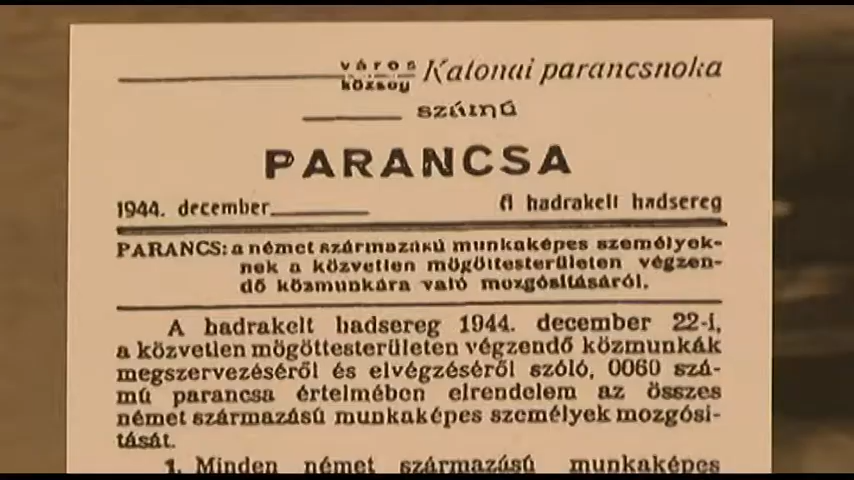 város
község Katonai parancsnoka
számú
PARANCSA
1944. december A hadrakelt hadsereg
PARANCS: a német származású munkaképes személyek-
nek a közvetlen mögöttesterületen végzen-
dő közmunkára való mozgósításáról.
A hadrakelt hadsereg 1944. december 22-i,
a közvetlen mögöttesterületen végzendő közmunkák
megszervezéséről és elvégzéséről szóló, 0060 szá-
mú parancsa értelmében elrendelem az összes
német származású munkaképes személyek mozgósi-
tását.
1. Minden német származású munkaképes